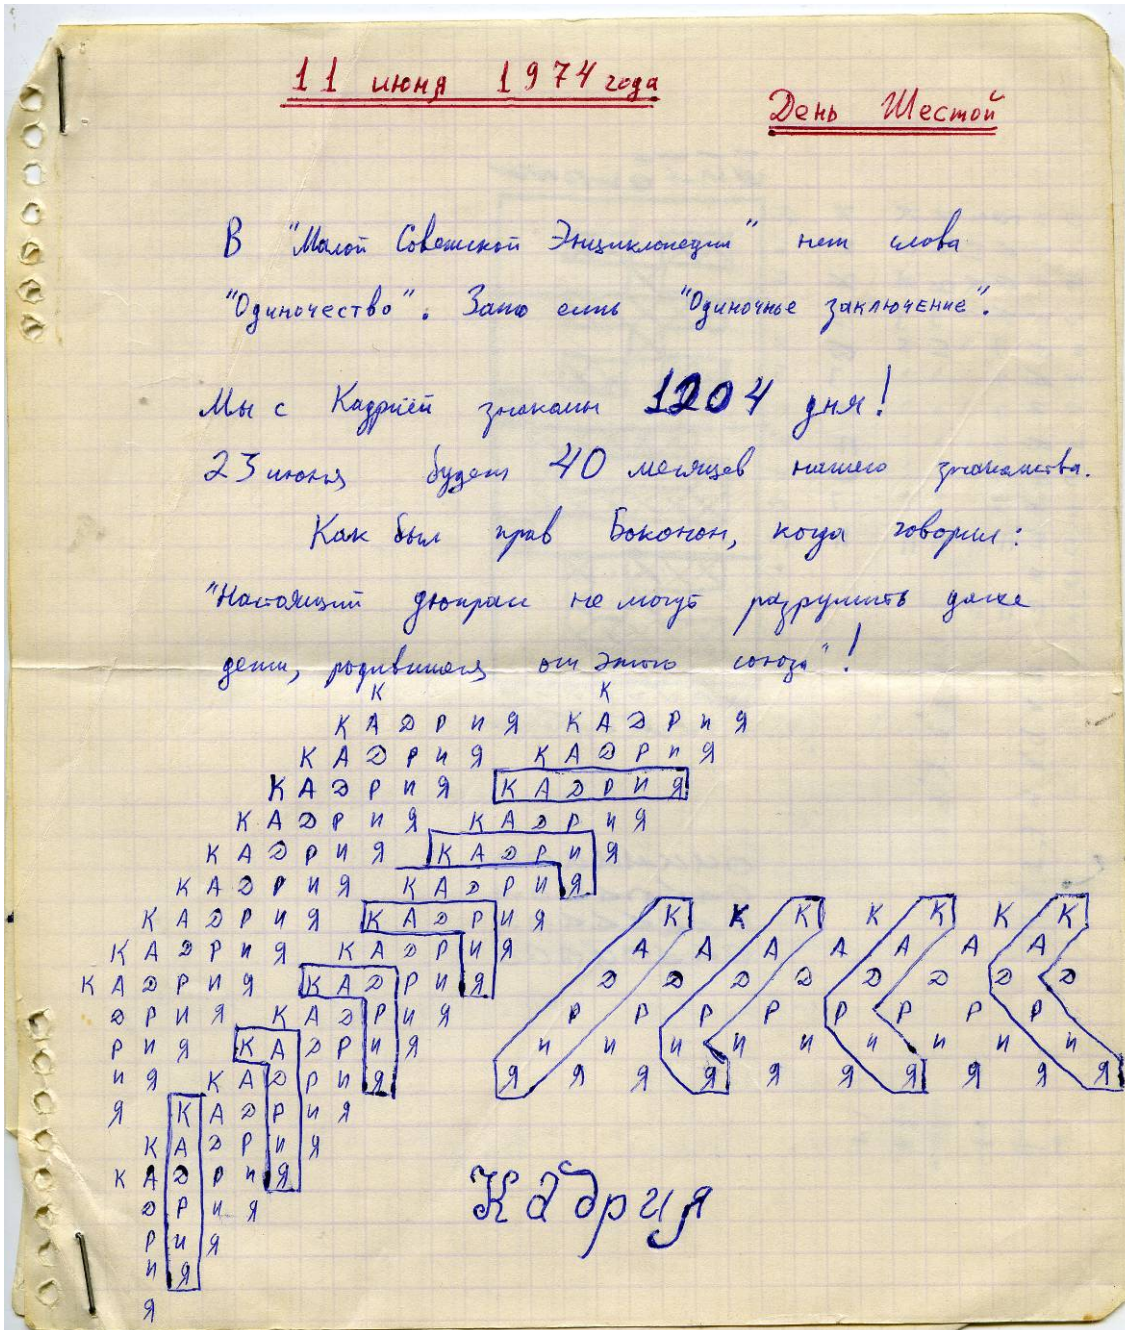 11 июня 1974 года
День Шестой
В "Малой Советской Энциклопедии" нет слова
"Одиночество". Зато есть "Одиночные заключение".
Мы с Кадриёй знакомы 1204 дня!
23 июня будет 40 месяцев нашего знакомства.
Как был прав Боконон, когда говорил:
"Настоящий дюпрасс не могут разрушить даже
дети, родившиеся от этого союза"!
К К
К А Д Р И Я К А Д Р И Я
К А Д Р И Я К А Д Р И Я
К А Д Р И Я К А Д Р И Я
К А Д Р И Я К А Д Р И Я
К А Д Р И Я К А Д Р И Я
К А Д Р И Я К А Д Р И Я
К А Д Р И Я К А Д Р И Я
К А Д Р И Я К А Д Р И Я
К А Д Р И Я К А Д Р И Я
Д Р И Я К А Д Р И Я
Р И Я К А Д Р И Я
И Я К А Д Р И Я
Я К А Д Р И Я
К А Д Р И Я
К А Д Р И Я
Д Р И Я
Р И Я
И Я
Я
К К К К К К К
А А А А А А А
Д Д Д Д Д Д Д Д
Р Р Р Р Р Р Р Р
И И И И И И И И И
Я Я Я Я Я Я Я Я Я Я
Кадрия